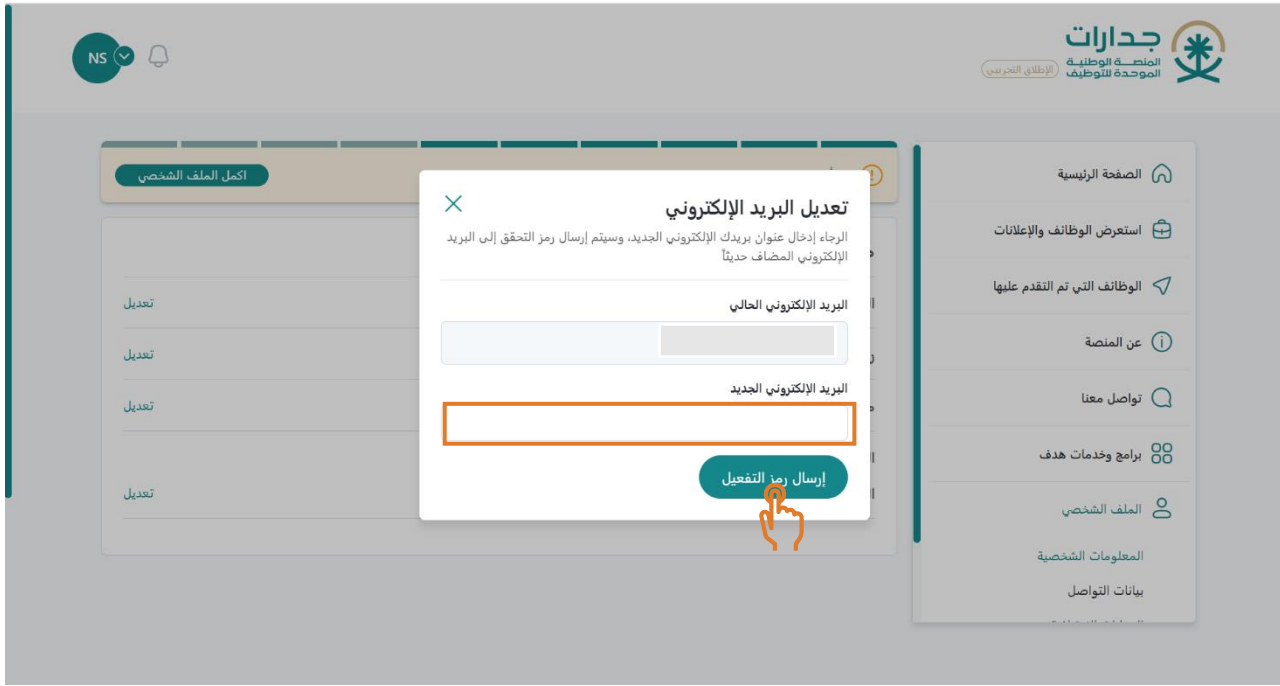 جدارات
المنصة الوطنية
الموحدة للتوظيف
الإطلاق التجريبي
NS
الصفحة الرئيسية
استعرض الوظائف والإعلانات
الوظائف التي تم التقدم عليها
عن المنصة
تواصل معنا
برامج وخدمات هدف
الملف الشخصي
المعلومات الشخصية
بيانات التواصل
اكمل الملف الشخصي
تعديل البريد الإلكتروني
الرجاء إدخال عنوان بريدك الإلكتروني الجديد، وسيتم إرسال رمز التحقق إلى البريد
الإلكتروني المضاف حديثاً
البريد الإلكتروني الحالي
البريد الإلكتروني الجديد
إرسال رمز التفعيل
تعديل
تعديل
تعديل
تعديل